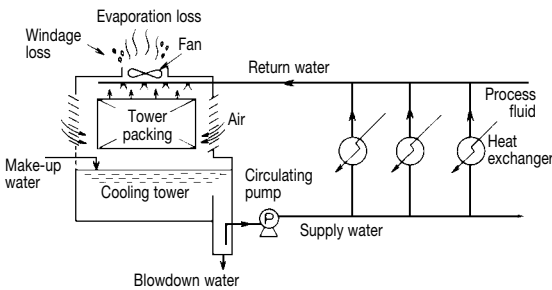 Evaporation loss
Windage
loss
Fan
Return water
Process
fluid
Tower
packing
Air
Heat
exchanger
Make-up
water
Circulating
pump
Cooling tower
P
Supply water
Blowdown water